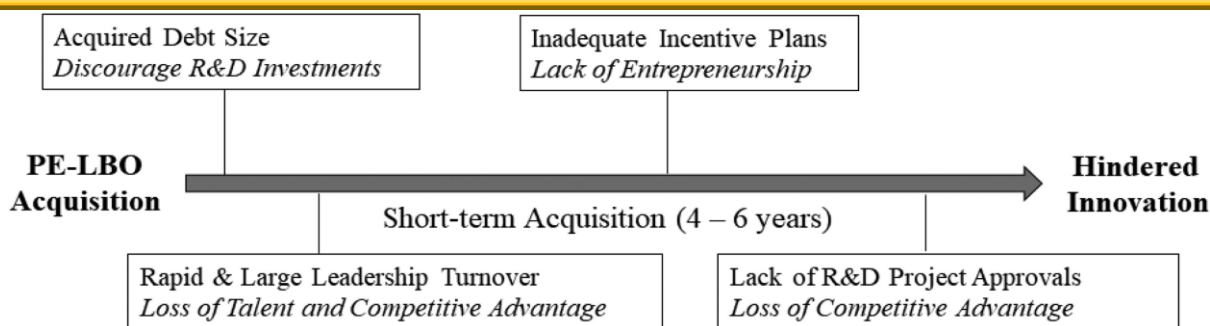 Acquired Debt Size
Discourage R&D Investments
Inadequate Incentive Plans
Lack of Entrepreneurship
PE-LBO
Acquisition
Short-term Acquisition (4 – 6 years)
Hindered
Innovation
Rapid & Large Leadership Turnover
Loss of Talent and Competitive Advantage
Lack of R&D Project Approvals
Loss of Competitive Advantage